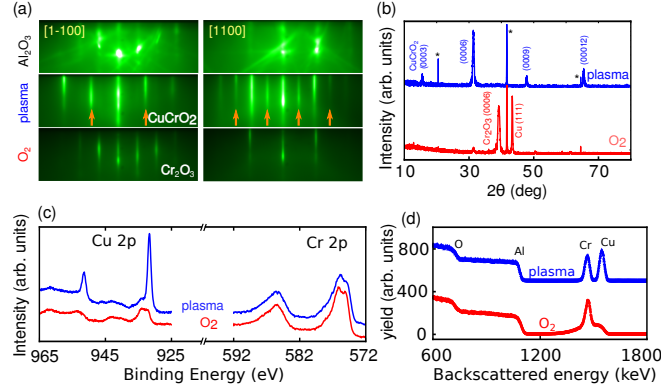 (a)
[1-100]
[1100]
Al₂O₃
plasma
CuCrO₂
O₂
Cr₂O₃
(b)
Intensity (arb. units)
CuCrO₂
(0003)
*
(0006)
*
(0009)
*
(00012)
plasma
Cr₂O₃ (0006)
Cu (111)
O₂
10 30 50 70
2θ (deg)
(c)
Intensity (arb. units)
Cu 2p
Cr 2p
plasma
O₂
965 945 925 592 582 572
Binding Energy (eV)
(d)
yield (arb. units)
800
400
0
O
Al
Cr
Cu
plasma
O₂
600 1200 1800
Backscattered energy (keV)